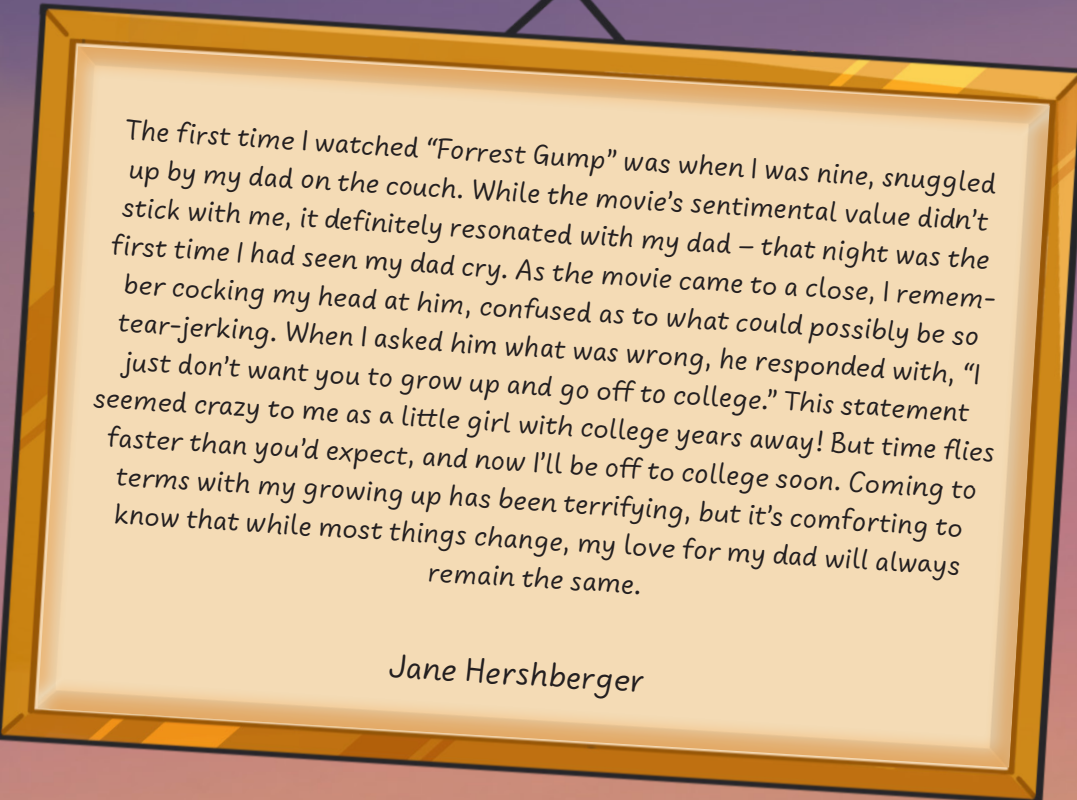 The first time I watched “Forrest Gump” was when I was nine, snuggled
up by my dad on the couch. While the movie’s sentimental value didn’t
stick with me, it definitely resonated with my dad – that night was the
first time I had seen my dad cry. As the movie came to a close, I remem-
ber cocking my head at him, confused as to what could possibly be so
tear-jerking. When I asked him what was wrong, he responded with, “I
just don’t want you to grow up and go off to college.” This statement
seemed crazy to me as a little girl with college years away! But time flies
faster than you’d expect, and now I’ll be off to college soon. Coming to
terms with my growing up has been terrifying, but it’s comforting to
know that while most things change, my love for my dad will always
remain the same.
Jane Hershberger